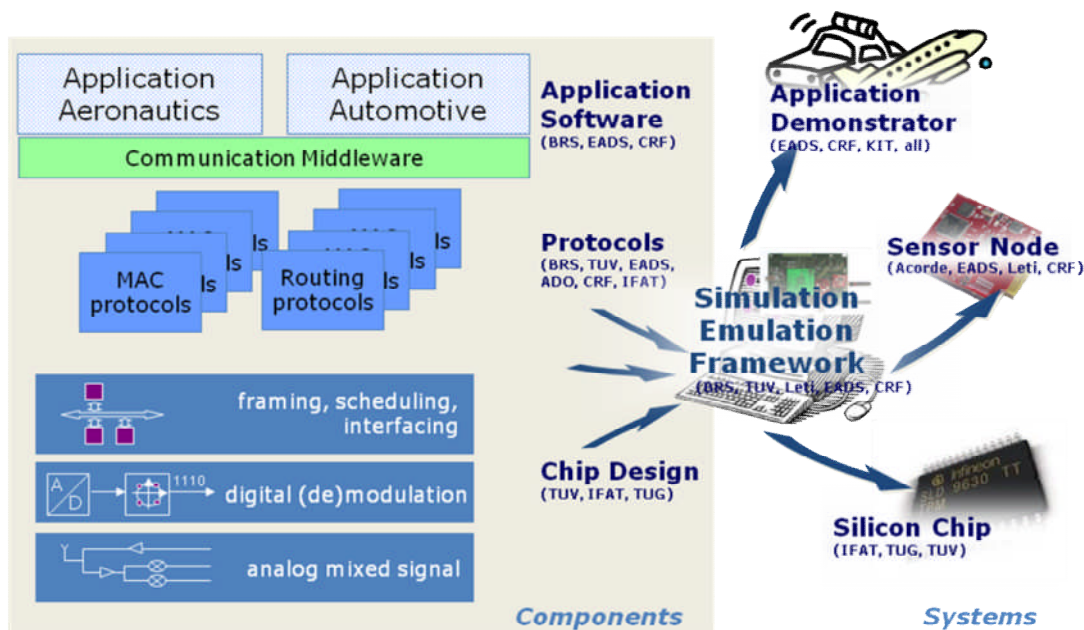 Application
Aeronautics
Application
Automotive
Communication Middleware
Application
Software
(BRS, EADS, CRF)
MAC
protocols
Routing
protocols
Protocols
(BRS, TUV, EADS,
ADO, CRF, IFAT)
framing, scheduling,
interfacing
A
D
1110
digital (de)modulation
analog mixed signal
Chip Design
(TUV, IFAT, TUG)
Components
Application
Demonstrator
(EADS, CRF, KIT, all)
Sensor Node
(Acorde, EADS, Leti, CRF)
Simulation
Emulation
Framework
(BRS, TUV, Leti, EADS, CRF)
infineon
SLD 9630 TT
Silicon Chip
(IFAT, TUG, TUV)
Systems